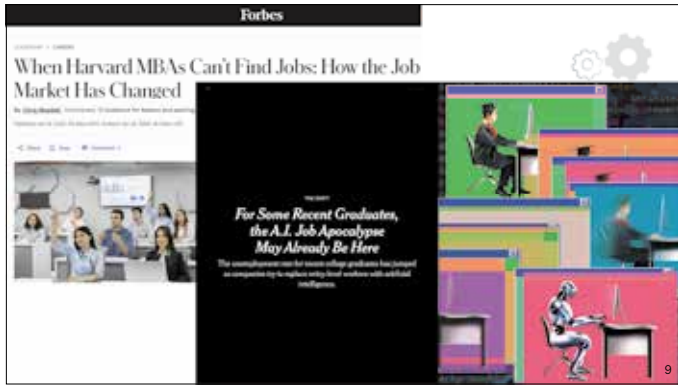 Forbes
When Harvard MBAs Can't Find Jobs: How the Job
Market Has Changed
For Some Recent Graduates,
the A.I. Job Apocalypse
May Already Be Here
The unemployment rate for recent college graduates has jumped
as companies try to replace entry-level workers with artificial
intelligence.
9